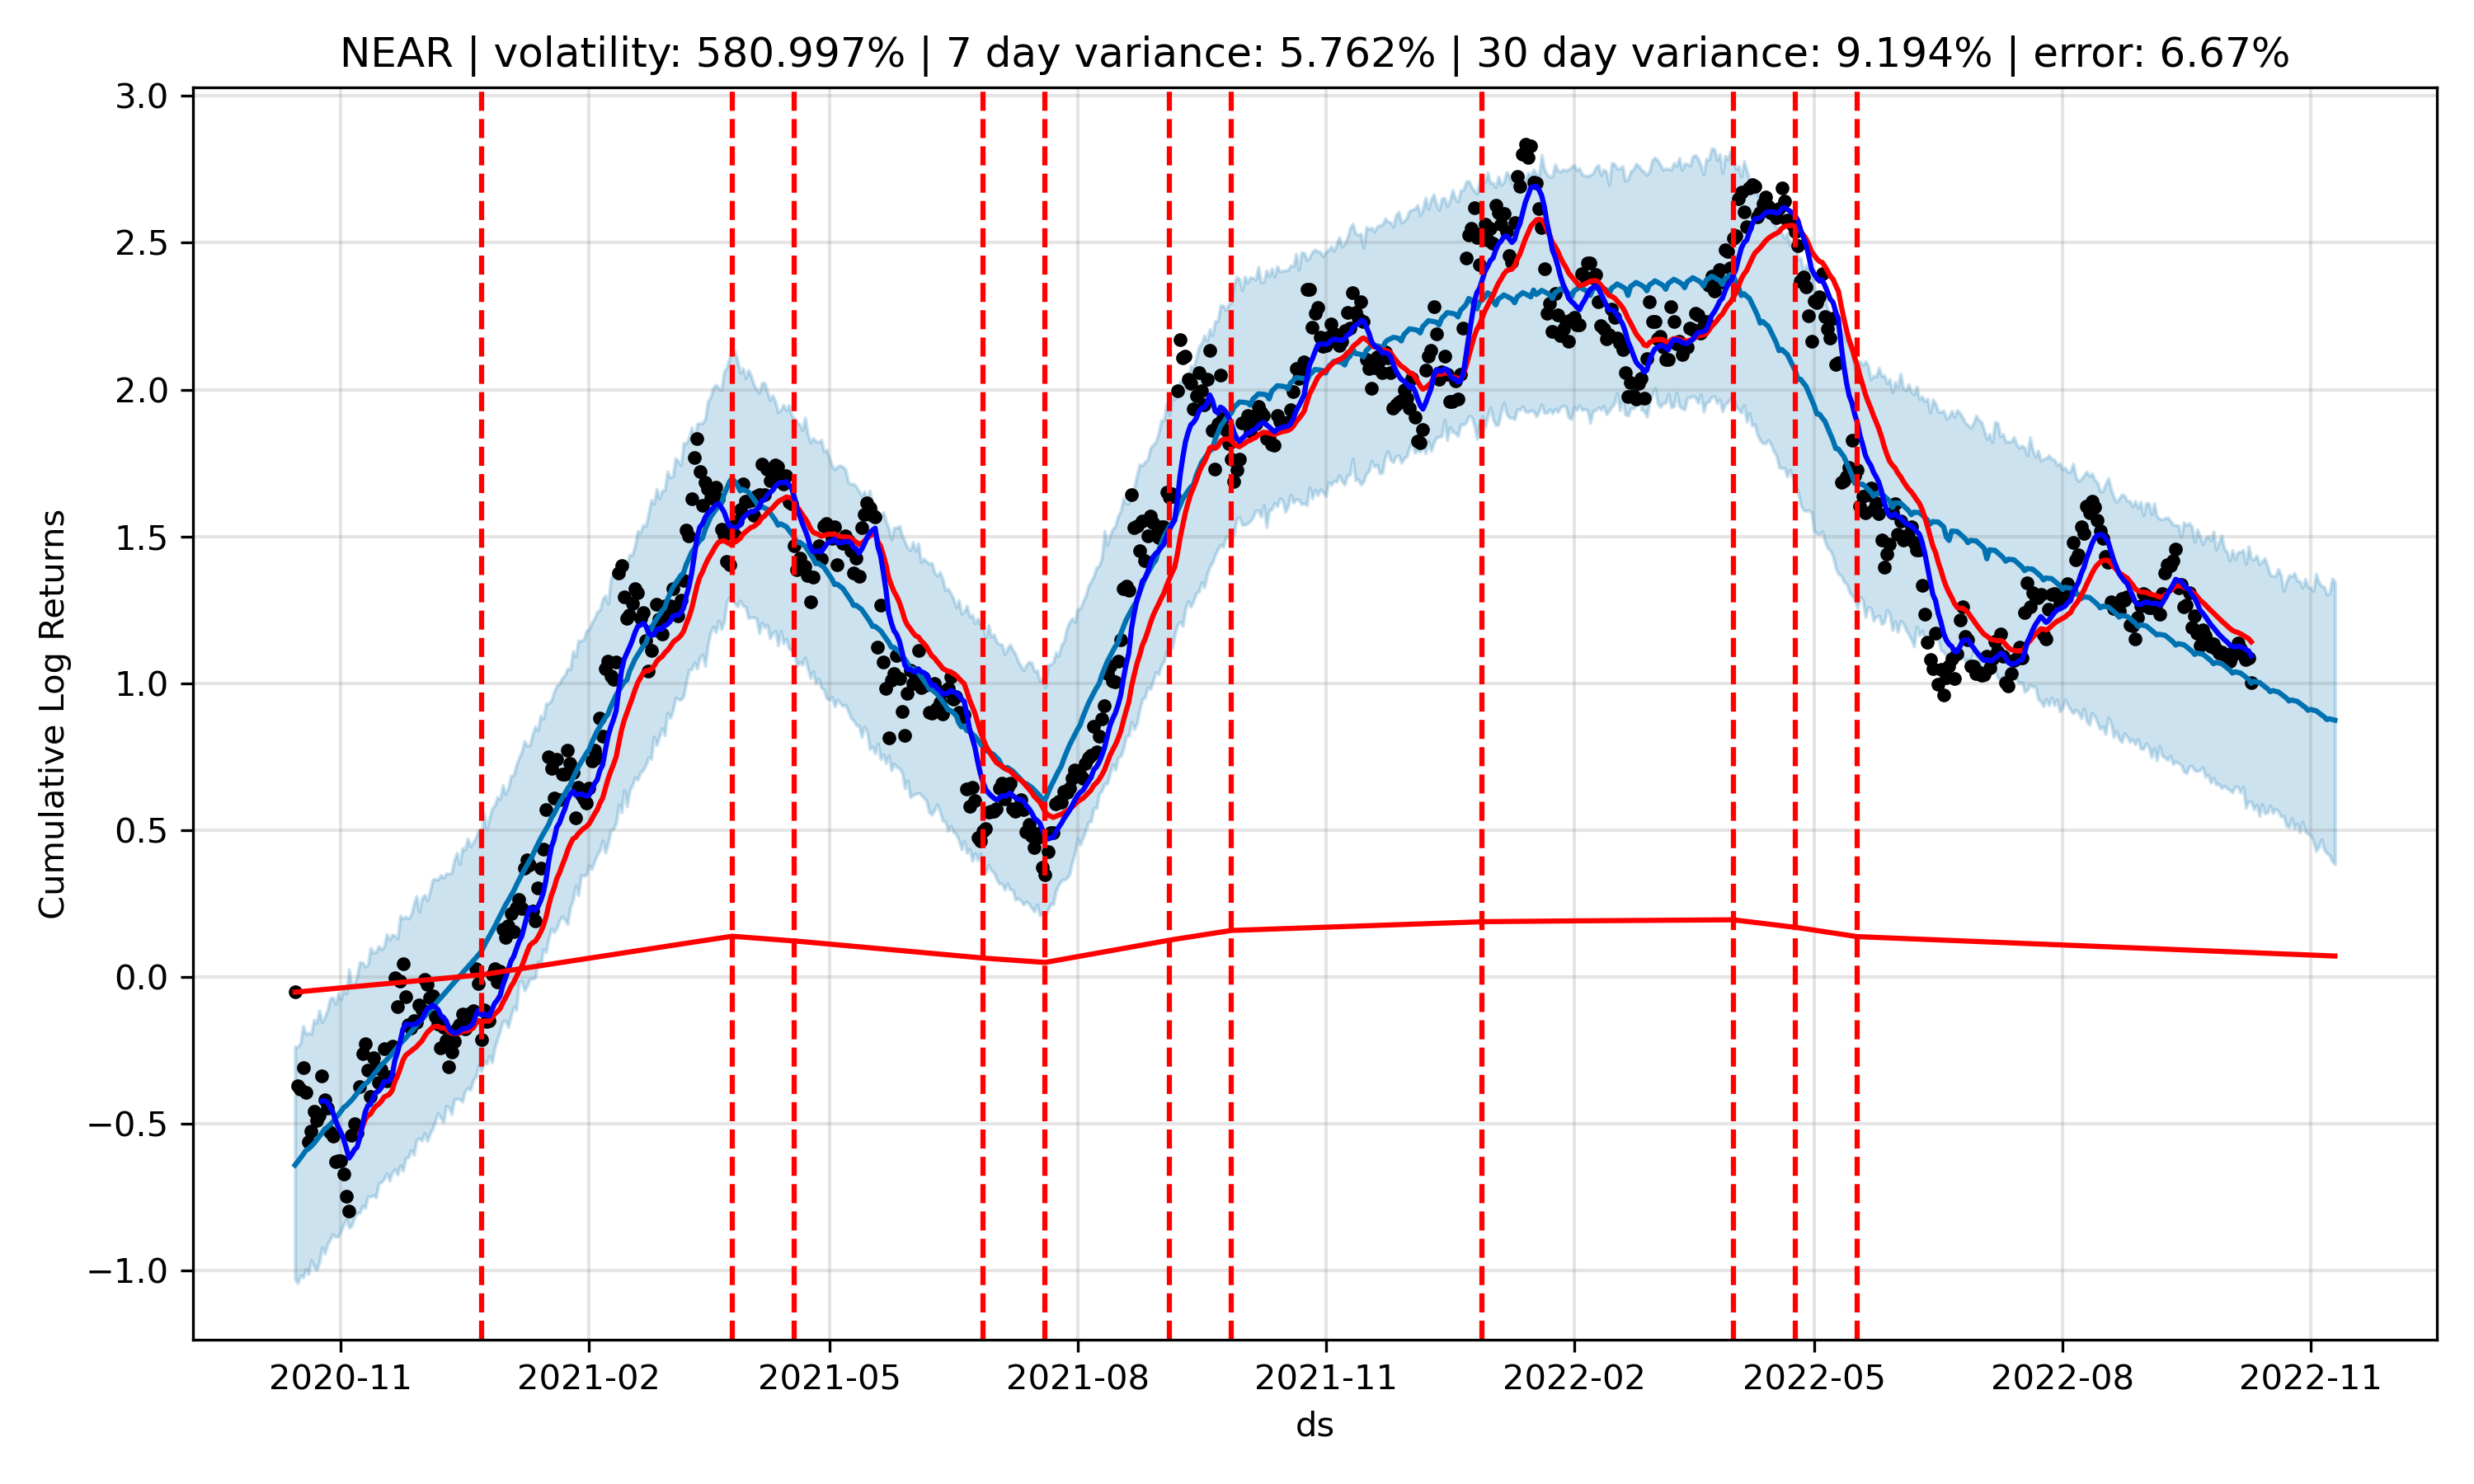 NEAR | volatility: 580.997% | 7 day variance: 5.762% | 30 day variance: 9.194% | error: 6.67%
3.0
2.5
2.0
1.5
1.0
0.5
0.0
−0.5
−1.0
Cumulative Log Returns
2020-11 2021-02 2021-05 2021-08 2021-11 2022-02 2022-05 2022-08 2022-11
ds